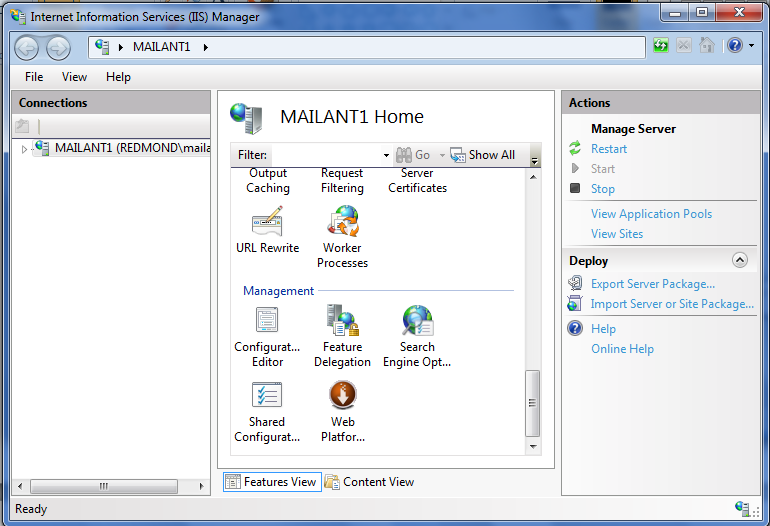 Internet Information Services (IIS) Manager
MAILANT1
File View Help
Connections
MAILANT1 (REDMOND\maila
MAILANT1 Home
Filter: Go Show All
Output Caching
Request Filtering
Server Certificates
URL Rewrite
Worker Processes
Management
Configurat... Editor
Feature Delegation
Search Engine Opt...
Shared Configurat...
Web Platfor...
Features View
Content View
Actions
Manage Server
Restart
Start
Stop
View Application Pools
View Sites
Deploy
Export Server Package...
Import Server or Site Package...
Help
Online Help
Ready